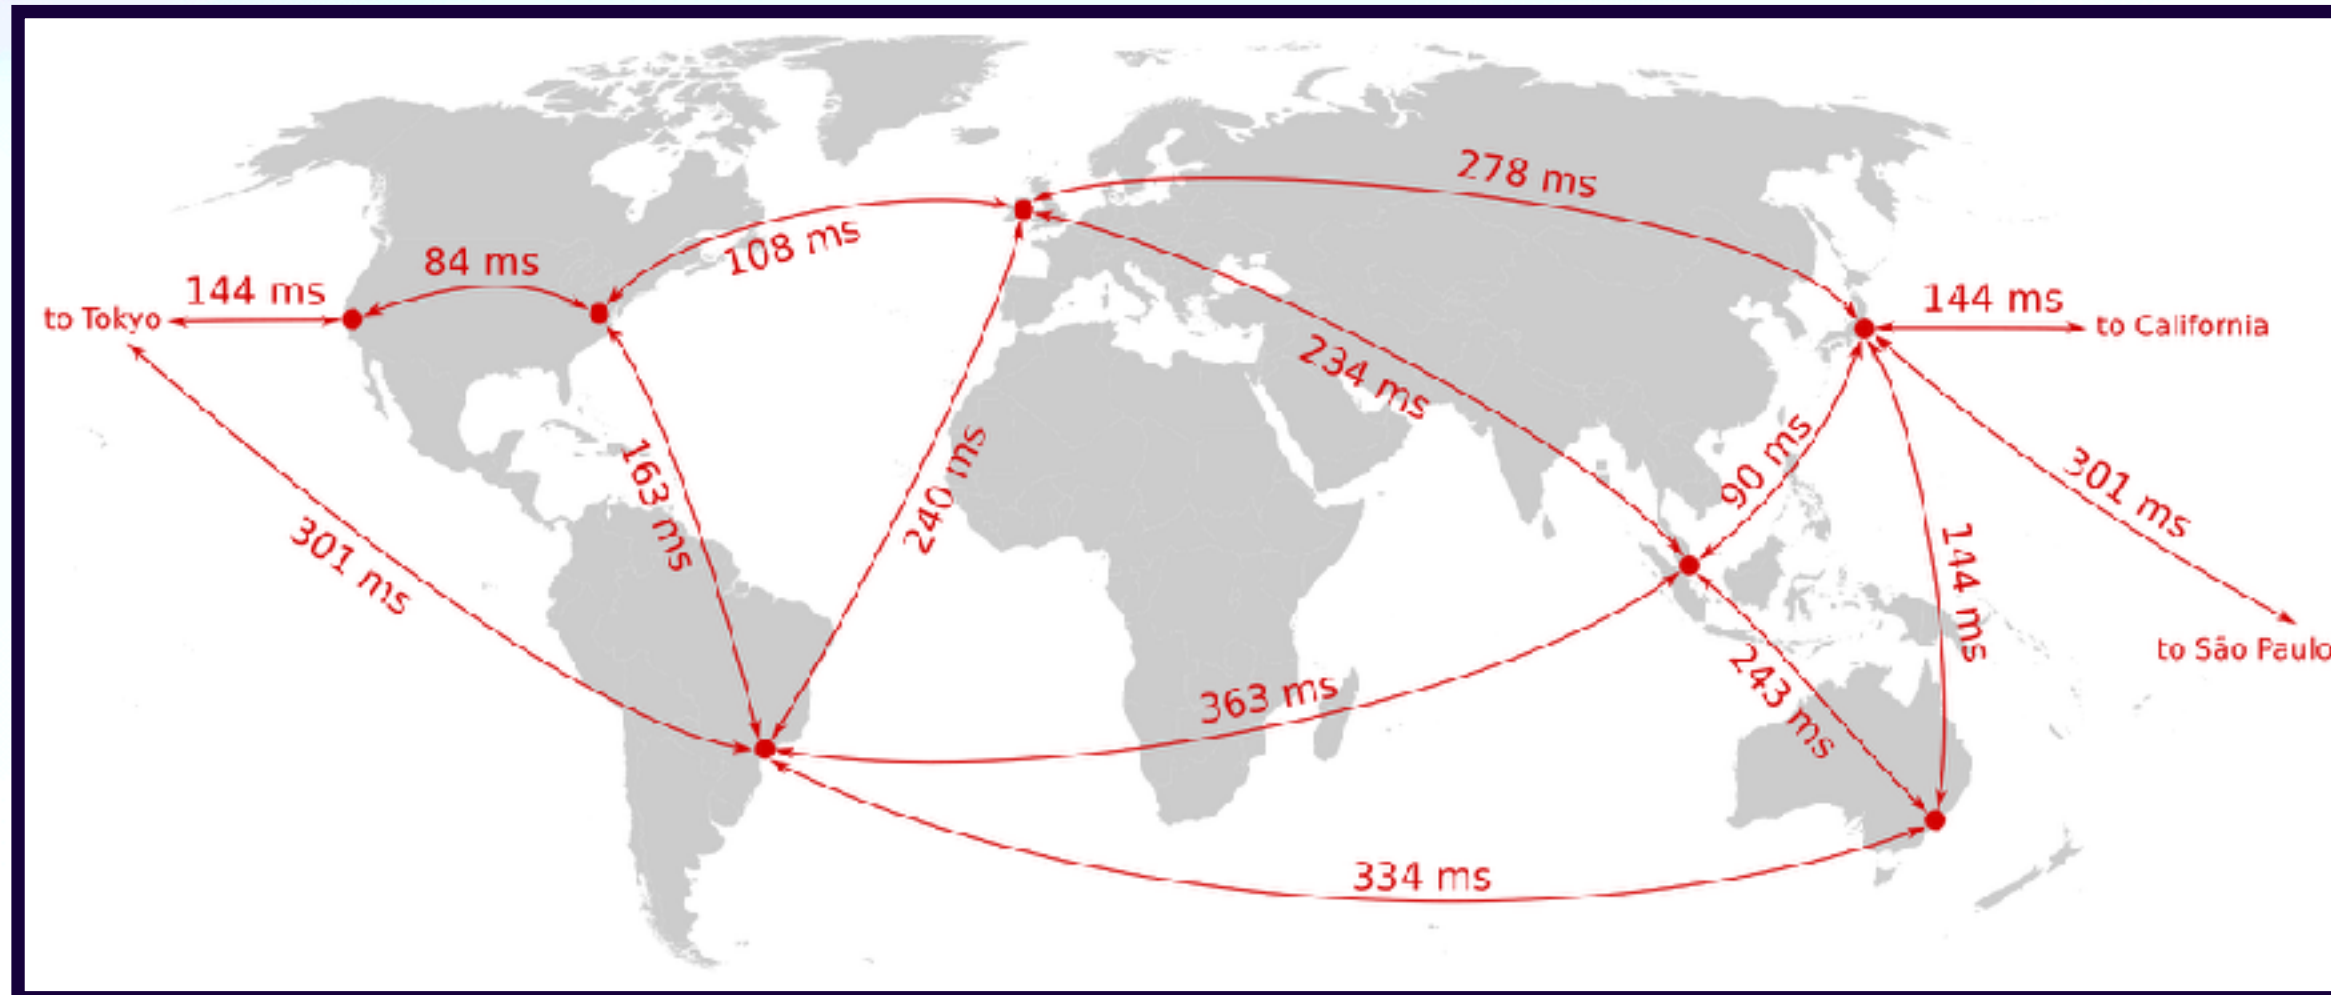 278 ms
108 ms
84 ms
144 ms
to Tokyo
144 ms
to California
234 ms
90 ms
163 ms
240 ms
301 ms
301 ms
144 ms
to São Paulo
243 ms
363 ms
334 ms